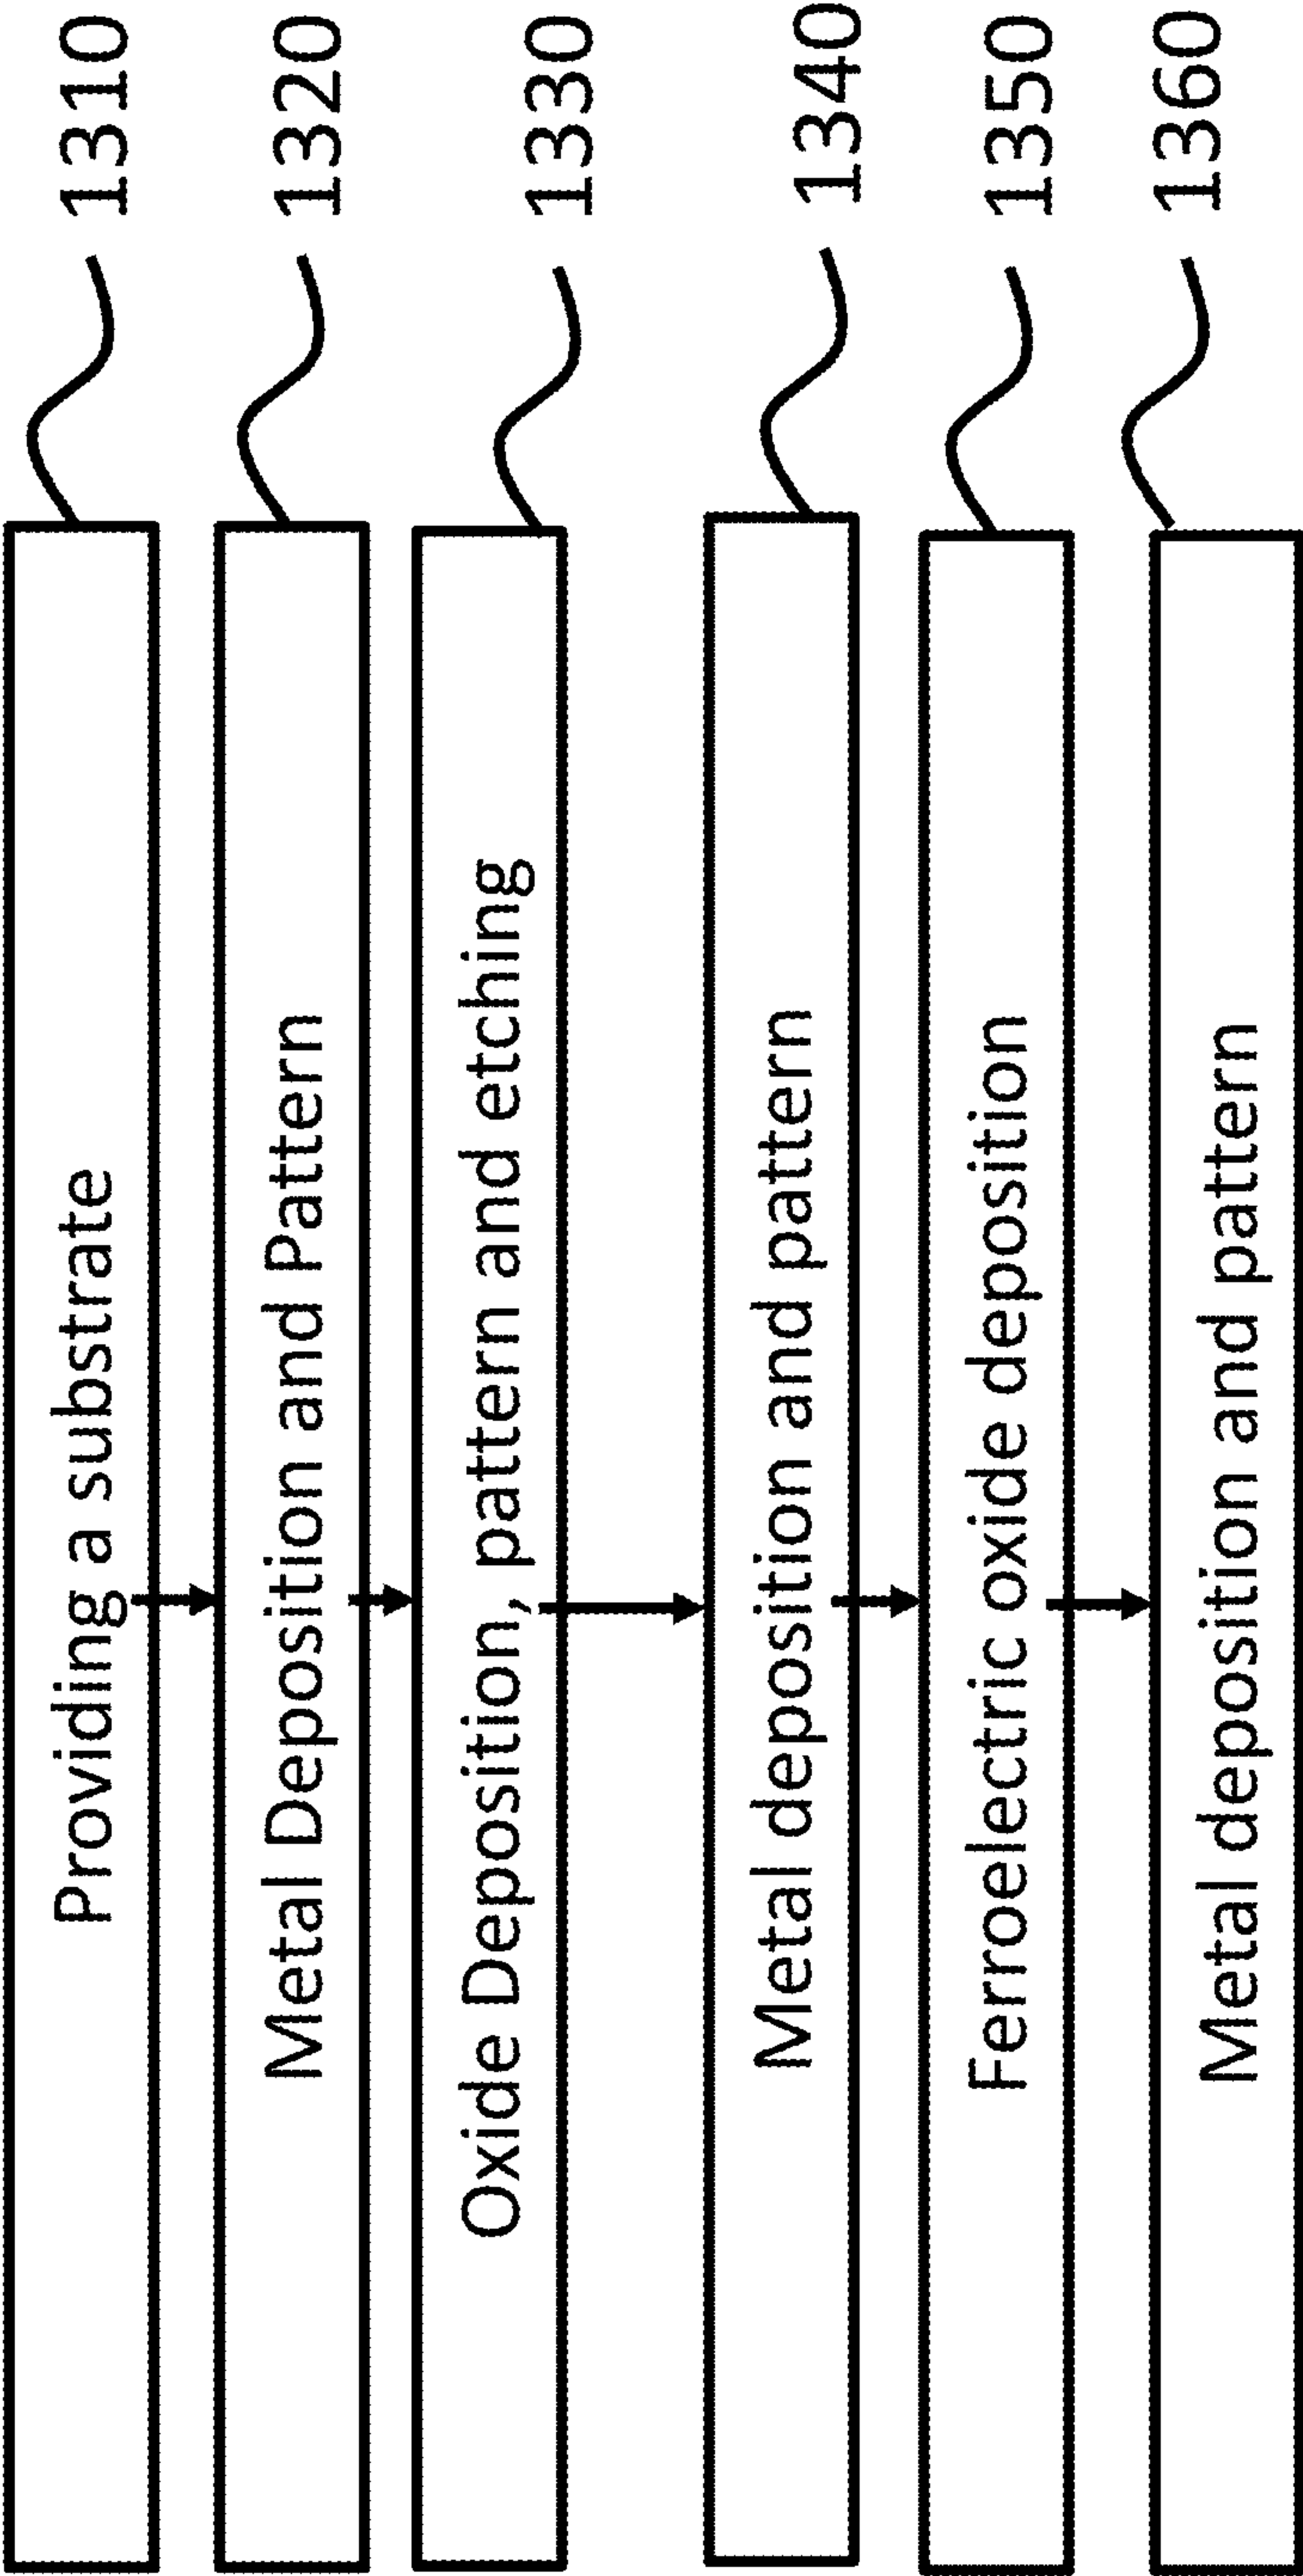 Providing a substrate
1310
Metal Deposition and Pattern
1320
Oxide Deposition, pattern and etching
1330
Metal deposition and pattern
1340
Ferroelectric oxide deposition
1350
Metal deposition and pattern
1360